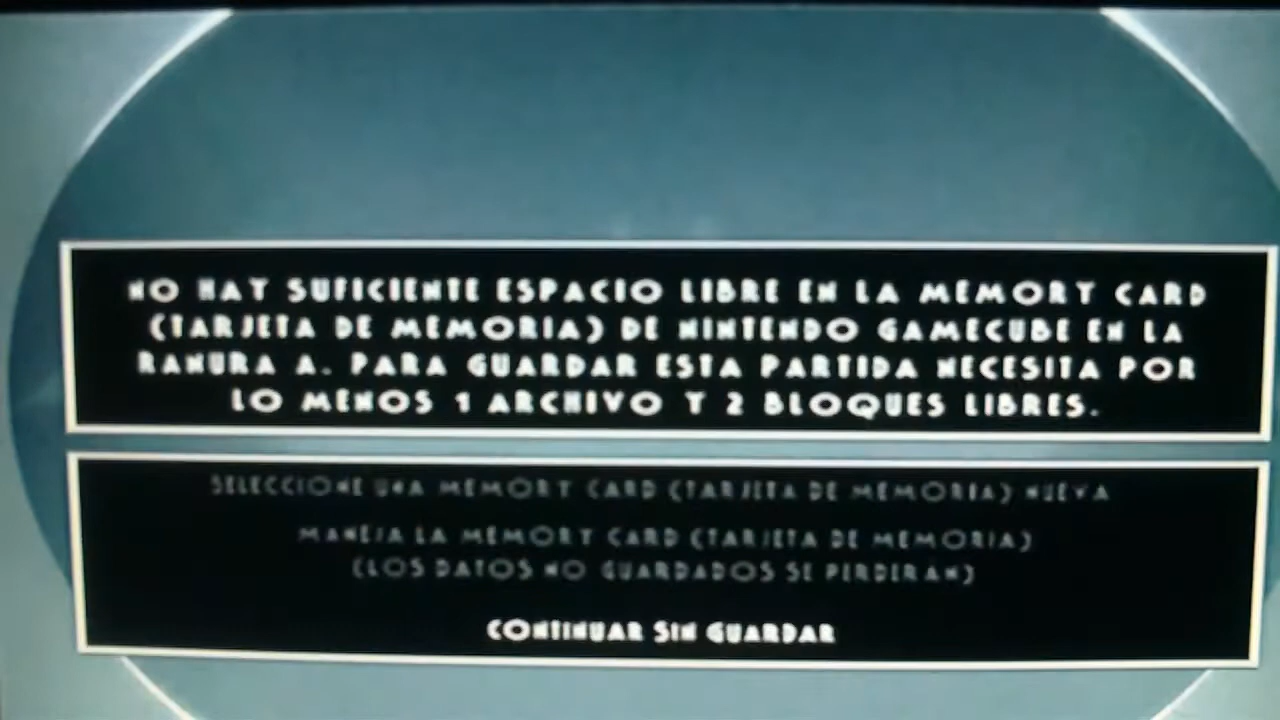 NO HAY SUFICIENTE ESPACIO LIBRE EN LA MEMORY CARD
(TARJETA DE MEMORIA) DE NINTENDO GAMECUBE EN LA
RANURA A. PARA GUARDAR ESTA PARTIDA NECESITA POR
LO MENOS 1 ARCHIVO Y 2 BLOQUES LIBRES.
SELECCIONE UNA MEMORY CARD (TARJETA DE MEMORIA) NUEVA
MANEJA LA MEMORY CARD (TARJETA DE MEMORIA)
(LOS DATOS NO GUARDADOS SE PERDERAN)
CONTINUAR SIN GUARDAR